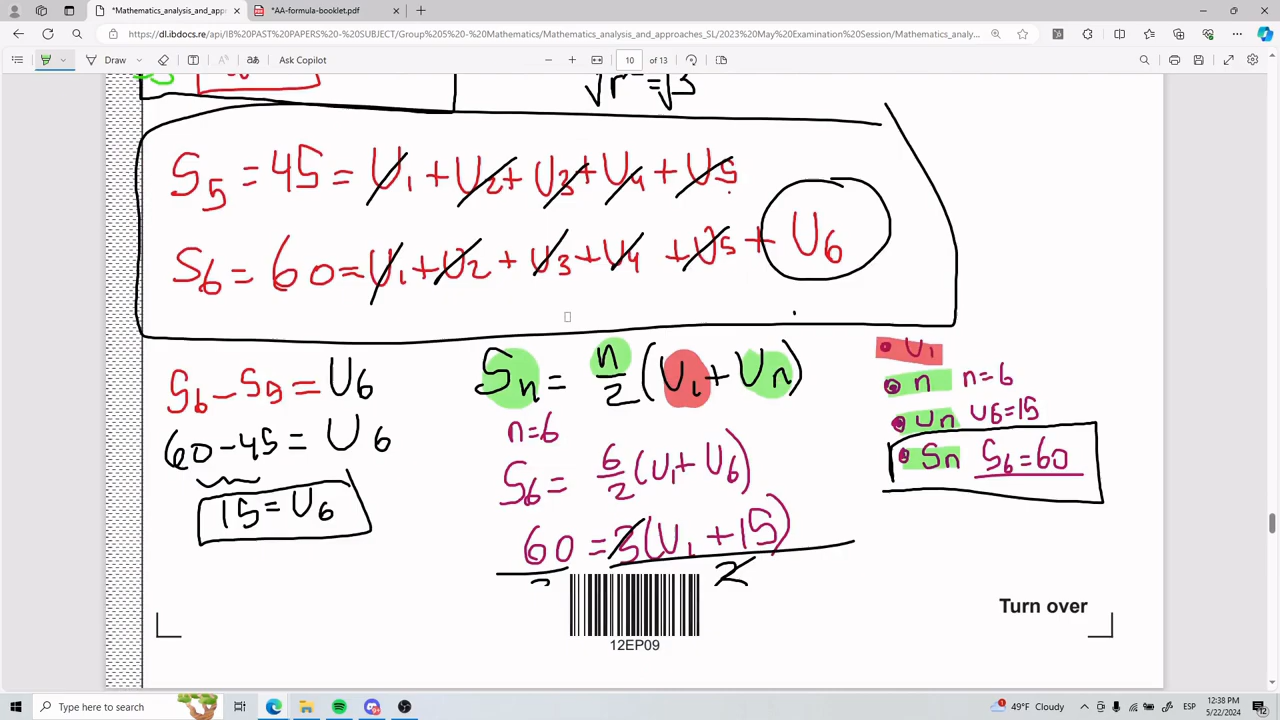 *Mathematics_analysis_and_appr
*AA-formula-booklet.pdf
https://dl.ibdocs.re/api/IB%20PAST%20PAPERS%20-%20SUBJECT/Group%205%20-%20Mathematics/Mathematics_analysis_and_approaches_SL/2023%20May%20Examination%20Session/Mathematics_analy...
Draw
Ask Copilot
10 of 13
√r² = √3
S5 = 45 = U1 + U2 + U3 + U4 + U5
S6 = 60 = U1 + U2 + U3 + U4 + U5 + U6
S6 - S5 = U6
60 - 45 = U6
15 = U6
Sn = n/2 (U1 + Un)
n=6
S6 = 6/2 (U1 + U6)
60 = 3(U1 + 15)
2
U1
n n=6
Un U6=15
Sn S6=60
Turn over
12EP09
Type here to search
49°F Cloudy
ESP
12:38 PM
5/22/2024
12